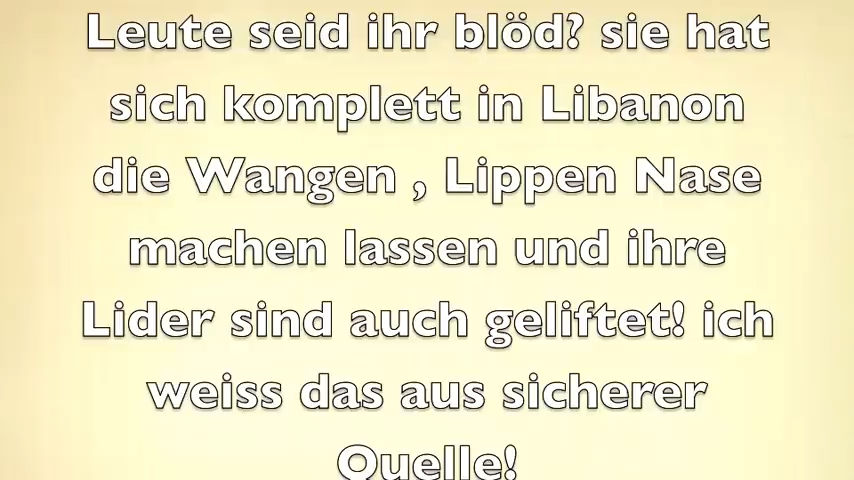 Leute seid ihr blöd? sie hat
sich komplett in Libanon
die Wangen , Lippen Nase
machen lassen und ihre
Lider sind auch geliftet! ich
weiss das aus sicherer
Quelle!